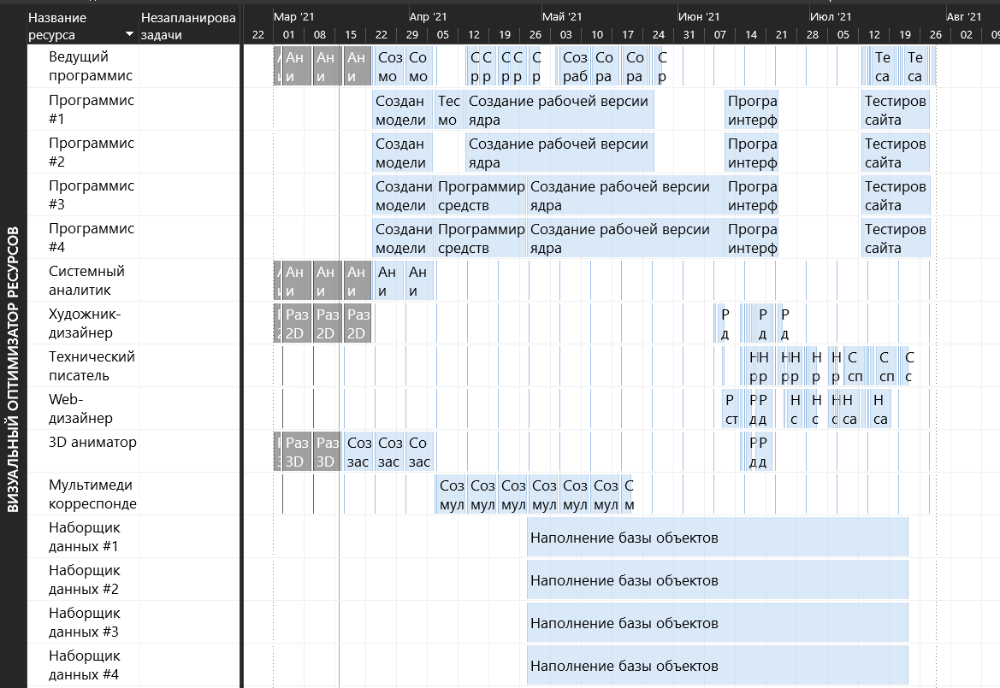 ВИЗУАЛЬНЫЙ ОПТИМИЗАТОР РЕСУРСОВ
Название Незапланирова
ресурса задачи
Мар '21 Апр '21 Май '21 Июн '21 Июл '21 Авг '21
22 01 08 15 22 29 05 12 19 26 03 10 17 24 31 07 14 21 28 05 12 19 26 02 09
Ведущий Ани Ани Ани Соз Со С С С С С Соз Со Со С Те Те
программис и и и мо мо р р р р р раб ра ра р са са
Программис Создан Тес Создание рабочей версии Програ Тестиров
#1 модели мо ядра интерф сайта
Программис Создан Создание рабочей версии Програ Тестиров
#2 модели ядра интерф сайта
Программис Создани Программир Создание рабочей версии Програ Тестиров
#3 модели средств ядра интерф сайта
Программис Создани Программир Создание рабочей версии Програ Тестиров
#4 модели средств ядра интерф сайта
Системный Ан Ан Ан Ан Ан
аналитик и и и и и
Художник- Раз Раз Раз Р Р Р
дизайнер 2D 2D 2D д д д
Технический Н Н Н Н Н Н С С С
писатель р р р р р р сп сп с
Web- Р Р Р Н Н Н Н Н
дизайнер ст д д с с с са са
3D аниматор Раз Раз Соз Соз Со Р Р
3D 3D зас зас зас д д
Мультимеди Соз Соз Соз Соз Соз Соз С
корреспонде мул мул мул мул мул мул м
Наборщик
данных #1 Наполнение базы объектов
Наборщик
данных #2 Наполнение базы объектов
Наборщик
данных #3 Наполнение базы объектов
Наборщик
данных #4 Наполнение базы объектов